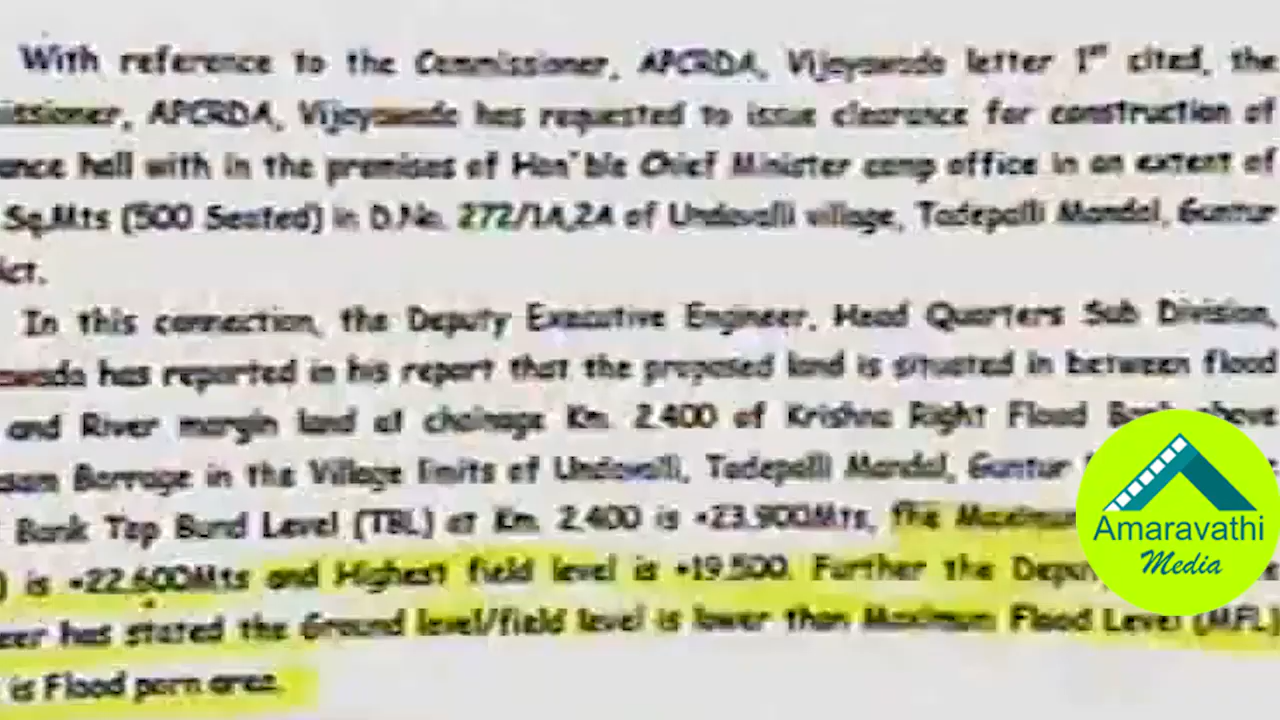 With reference to the Commissioner, APCRDA, Vijayawada letter 1st cited, the
issioner, APCRDA, Vijayawada has requested to issue clearance for construction of
ance hall with in the premises of Hon'ble Chief Minister camp office in an extent of
Sq.Mts (500 Seated) in D.No. 272/1A,2A of Undavalli village, Tadepalli Mandal, Guntur
ict.
In this connection, the Deputy Executive Engineer, Head Quarters Sub Division,
awada has reported in his report that the proposed land is situated in between flood
and River margin land at chainage Km. 2.400 of Krishna Right Flood Bank above
asam Barrage in the Village limits of Undavalli, Tadepalli Mandal, Guntur
Bank Top Bund Level (TBL) at Km. 2.400 is +23.900Mts, The Maximum
) is +22.600Mts and Highest field level is +19.500. Further the Deputy
eer has stated the Ground level/field level is lower than Maximum Flood Level (MFL)
is Flood porn area.
Amaravathi
Media